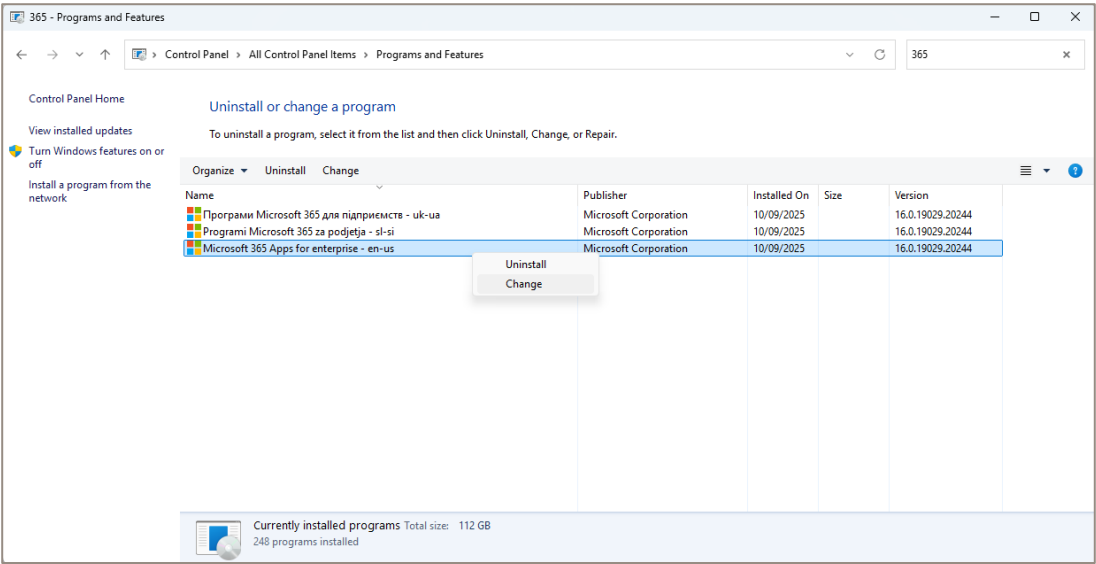 365 - Programs and Features
Control Panel > All Control Panel Items > Programs and Features
365
Control Panel Home
View installed updates
Turn Windows features on or
off
Install a program from the
network
Uninstall or change a program
To uninstall a program, select it from the list and then click Uninstall, Change, or Repair.
Organize Uninstall Change
Name Publisher Installed On Size Version
Програми Microsoft 365 для підприємств - uk-ua Microsoft Corporation 10/09/2025 16.0.19029.20244
Programi Microsoft 365 za podjetja - sl-si Microsoft Corporation 10/09/2025 16.0.19029.20244
Microsoft 365 Apps for enterprise - en-us Microsoft Corporation 10/09/2025 16.0.19029.20244
Uninstall
Change
Currently installed programs Total size: 112 GB
248 programs installed